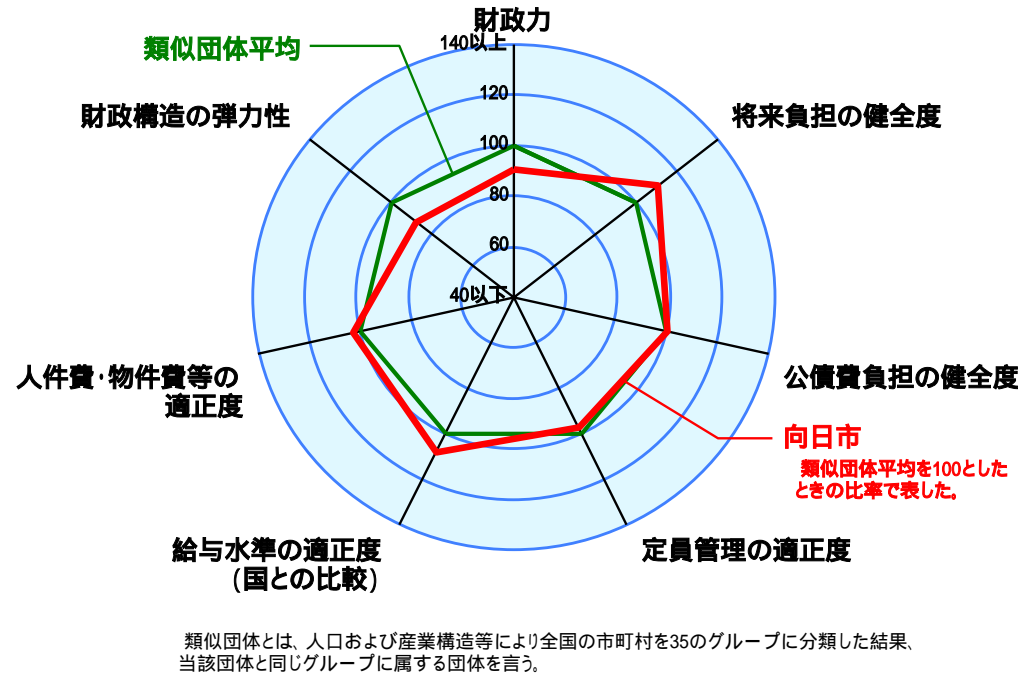 財政力
140以上
類似団体平均
120
財政構造の弾力性
将来負担の健全度
100
80
60
40以下
人件費･物件費等の
適正度
公債費負担の健全度
向日市
類似団体平均を100とした
ときの比率で表した。
給与水準の適正度
(国との比較)
定員管理の適正度
類似団体とは、人口および産業構造等により全国の市町村を35のグループに分類した結果、
当該団体と同じグループに属する団体を言う。